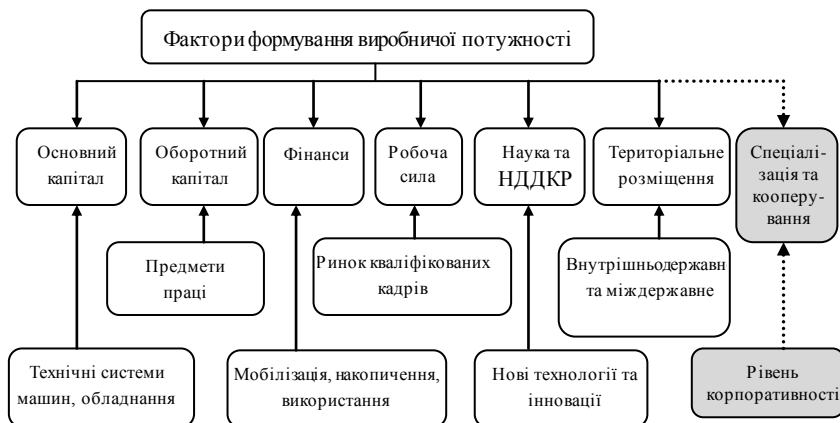 Фактори формування виробничої потужності
Основний
капітал
Оборотний
капітал
Фінанси
Робоча
сила
Наука та
НДДКР
Територіальне
розміщення
Спеціалі-
зація та
кооперу-
вання
Предмети
праці
Ринок кваліфікованих
кадрів
Внутрішньодержавн
та міждержавне
Технічні системи
машин, обладнання
Мобілізація, накопичення,
використання
Нові технології та
інновації
Рівень
корпоративності